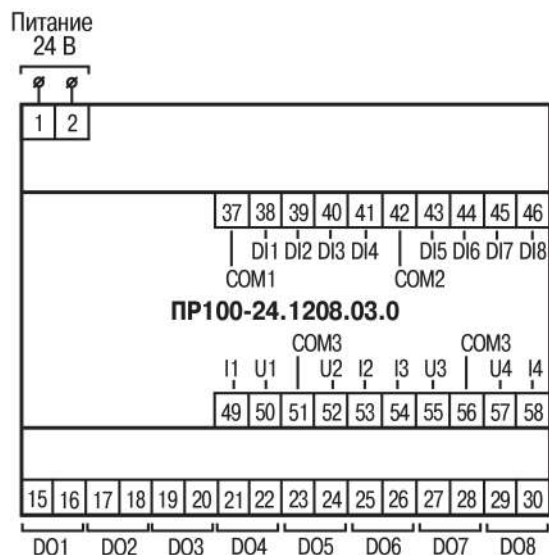 Питание
24 В
1 2
37 38 39 40 41 42 43 44 45 46
DI1 DI2 DI3 DI4 DI5 DI6 DI7 DI8
COM1 COM2
ПР100-24.1208.03.0
COM3 COM3
I1 U1 U2 I2 I3 U3 U4 I4
49 50 51 52 53 54 55 56 57 58
15 16 17 18 19 20 21 22 23 24 25 26 27 28 29 30
DO1 DO2 DO3 DO4 DO5 DO6 DO7 DO8